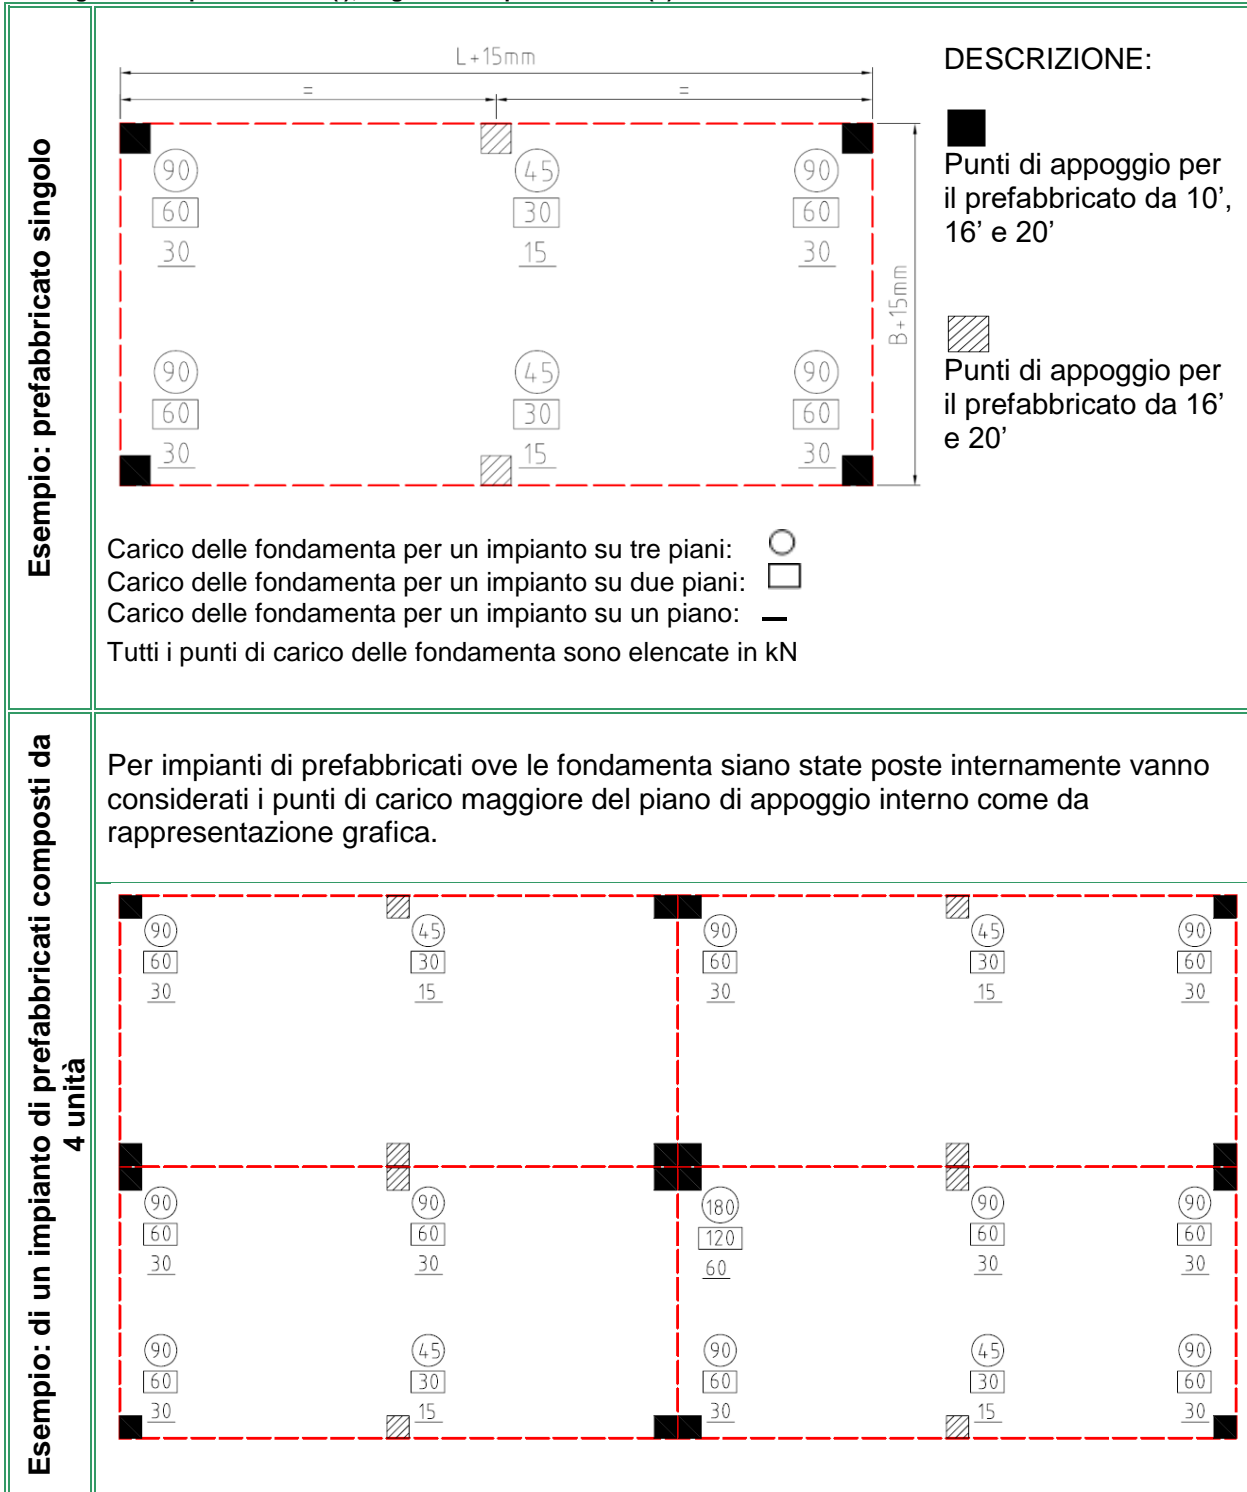 Esempio: prefabbricato singolo
L+15mm
= =
90 45 90
60 30 60
30 15 30
B+15mm
90 45 90
60 30 60
30 15 30
DESCRIZIONE:
Punti di appoggio per
il prefabbricato da 10’,
16’ e 20’
Punti di appoggio per
il prefabbricato da 16’
e 20’
Carico delle fondamenta per un impianto su tre piani:
Carico delle fondamenta per un impianto su due piani:
Carico delle fondamenta per un impianto su un piano:
Tutti i punti di carico delle fondamenta sono elencate in kN
Esempio: di un impianto di prefabbricati composti da
4 unità
Per impianti di prefabbricati ove le fondamenta siano state poste internamente vanno
considerati i punti di carico maggiore del piano di appoggio interno come da
rappresentazione grafica.
90 45 90 45 90
60 30 60 30 60
30 15 30 15 30
90 90 180 90 90
60 60 120 60 60
30 30 60 30 30
90 45 90 45 90
60 30 60 30 60
30 15 30 15 30